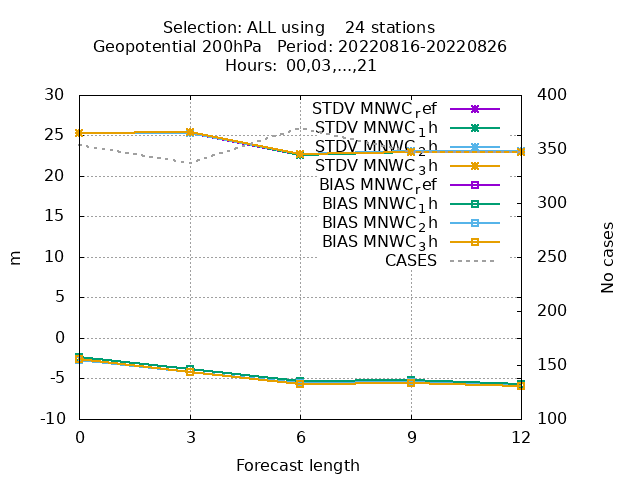 Selection: ALL using    24 stations
Geopotential 200hPa   Period: 20220816-20220826
Hours: 00,03,...,21
30
25
20
15
10
5
0
-5
-10
m
400
350
300
250
200
150
100
No cases
STDV MNWC_ref
STDV MNWC_1h
STDV MNWC_2h
STDV MNWC_3h
BIAS MNWC_ref
BIAS MNWC_1h
BIAS MNWC_2h
BIAS MNWC_3h
CASES
0 3 6 9 12
Forecast length